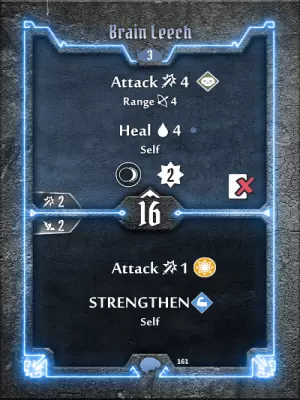 Brain Leech
3
Attack 4
Range 4
Heal 4
Self
2
2
16
2
Attack 1
STRENGTHEN
Self
161